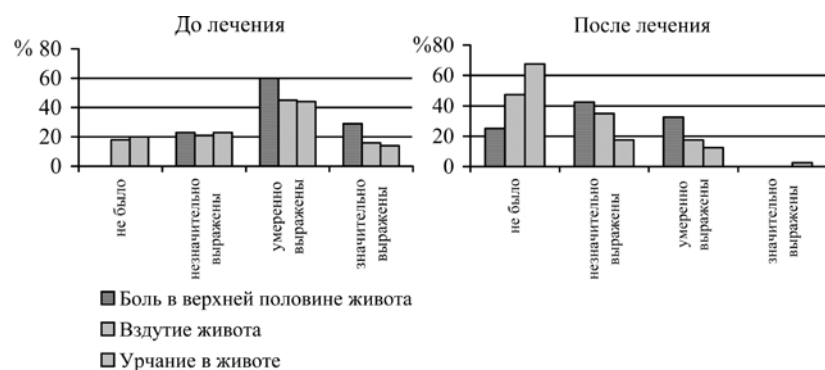 До лечения
% 80
60
40
20
0
не было
незначительно
выражены
умеренно
выражены
значительно
выражены
После лечения
%80
60
40
20
0
не было
незначительно
выражены
умеренно
выражены
значительно
выражены
Боль в верхней половине живота
Вздутие живота
Урчание в животе